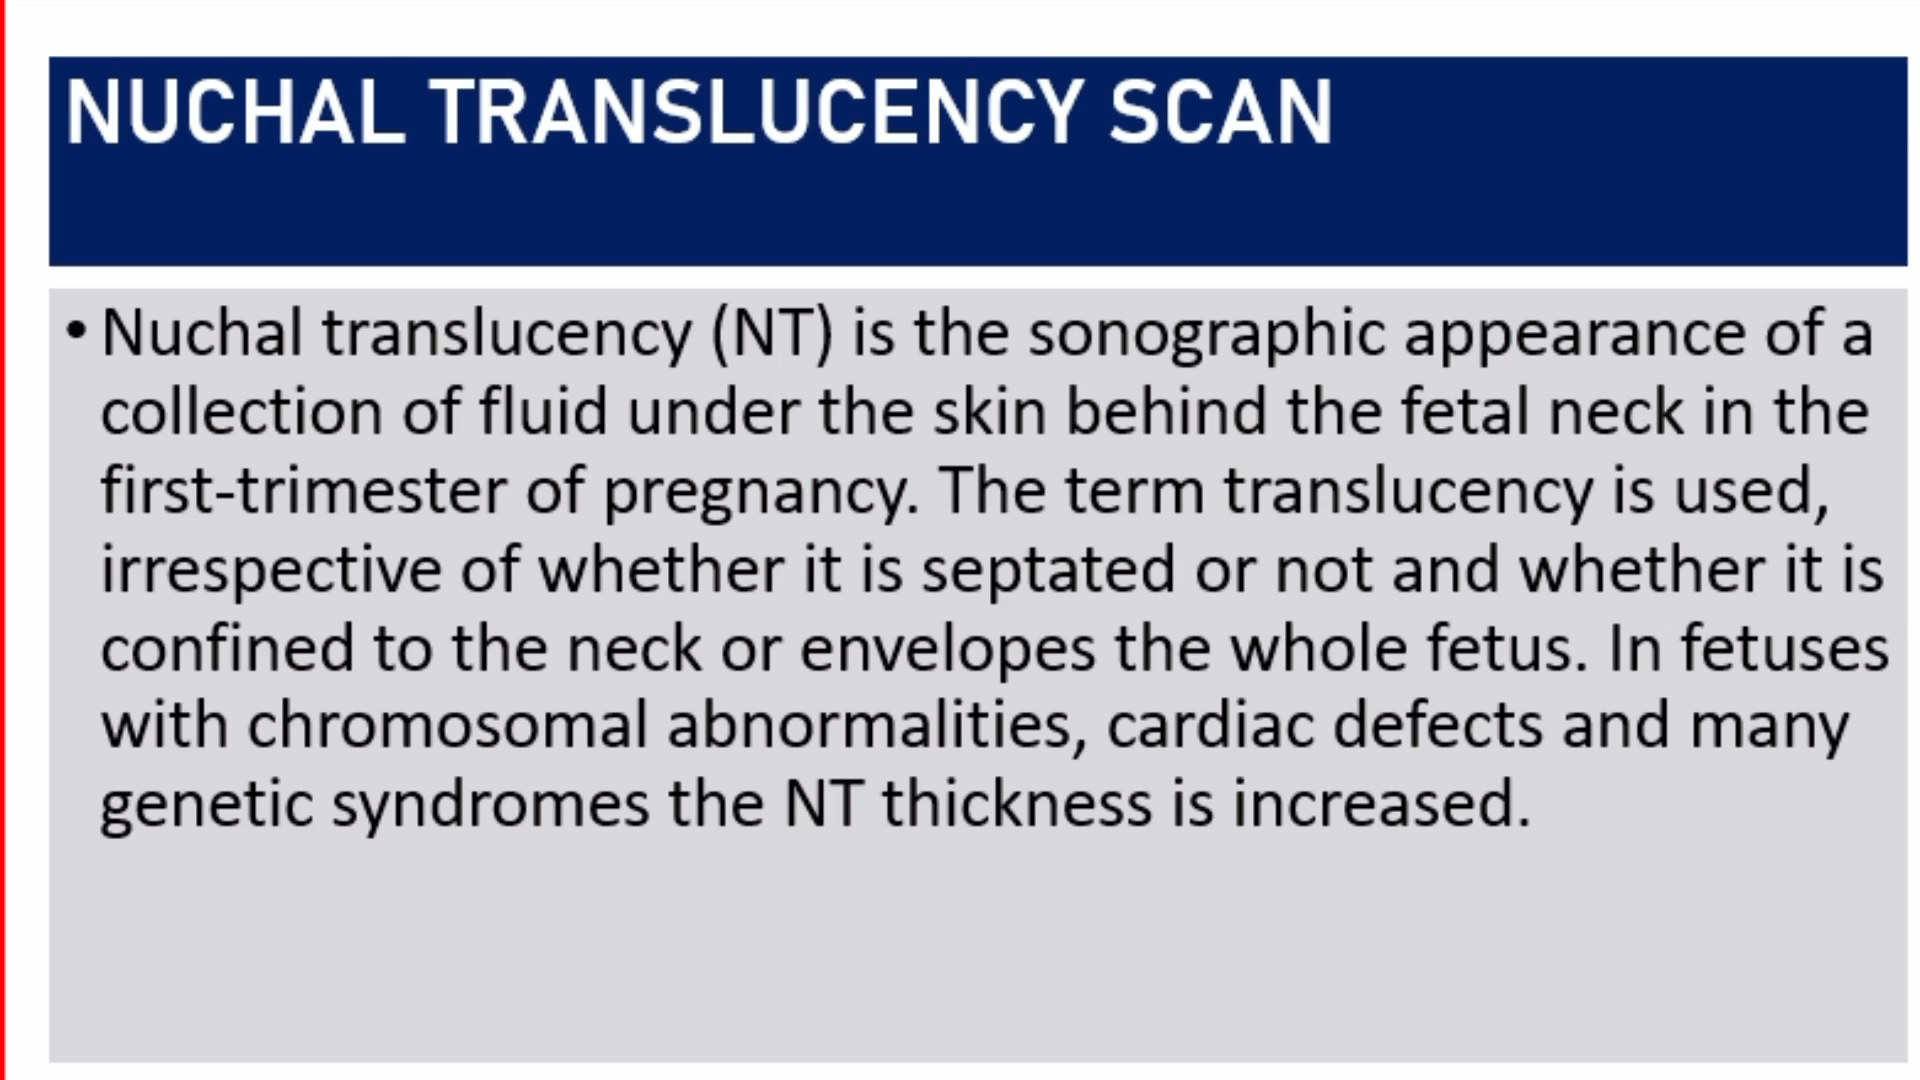 NUCHAL TRANSLUCENCY SCAN
• Nuchal translucency (NT) is the sonographic appearance of a
collection of fluid under the skin behind the fetal neck in the
first-trimester of pregnancy. The term translucency is used,
irrespective of whether it is septated or not and whether it is
confined to the neck or envelopes the whole fetus. In fetuses
with chromosomal abnormalities, cardiac defects and many
genetic syndromes the NT thickness is increased.